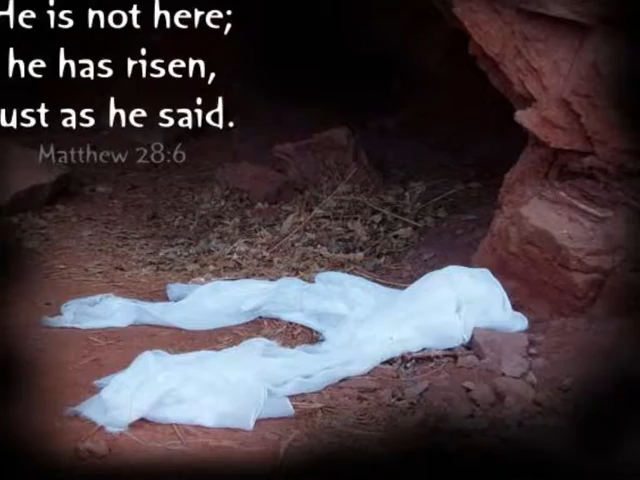 He is not here;
he has risen,
ust as he said.
Matthew 28:6